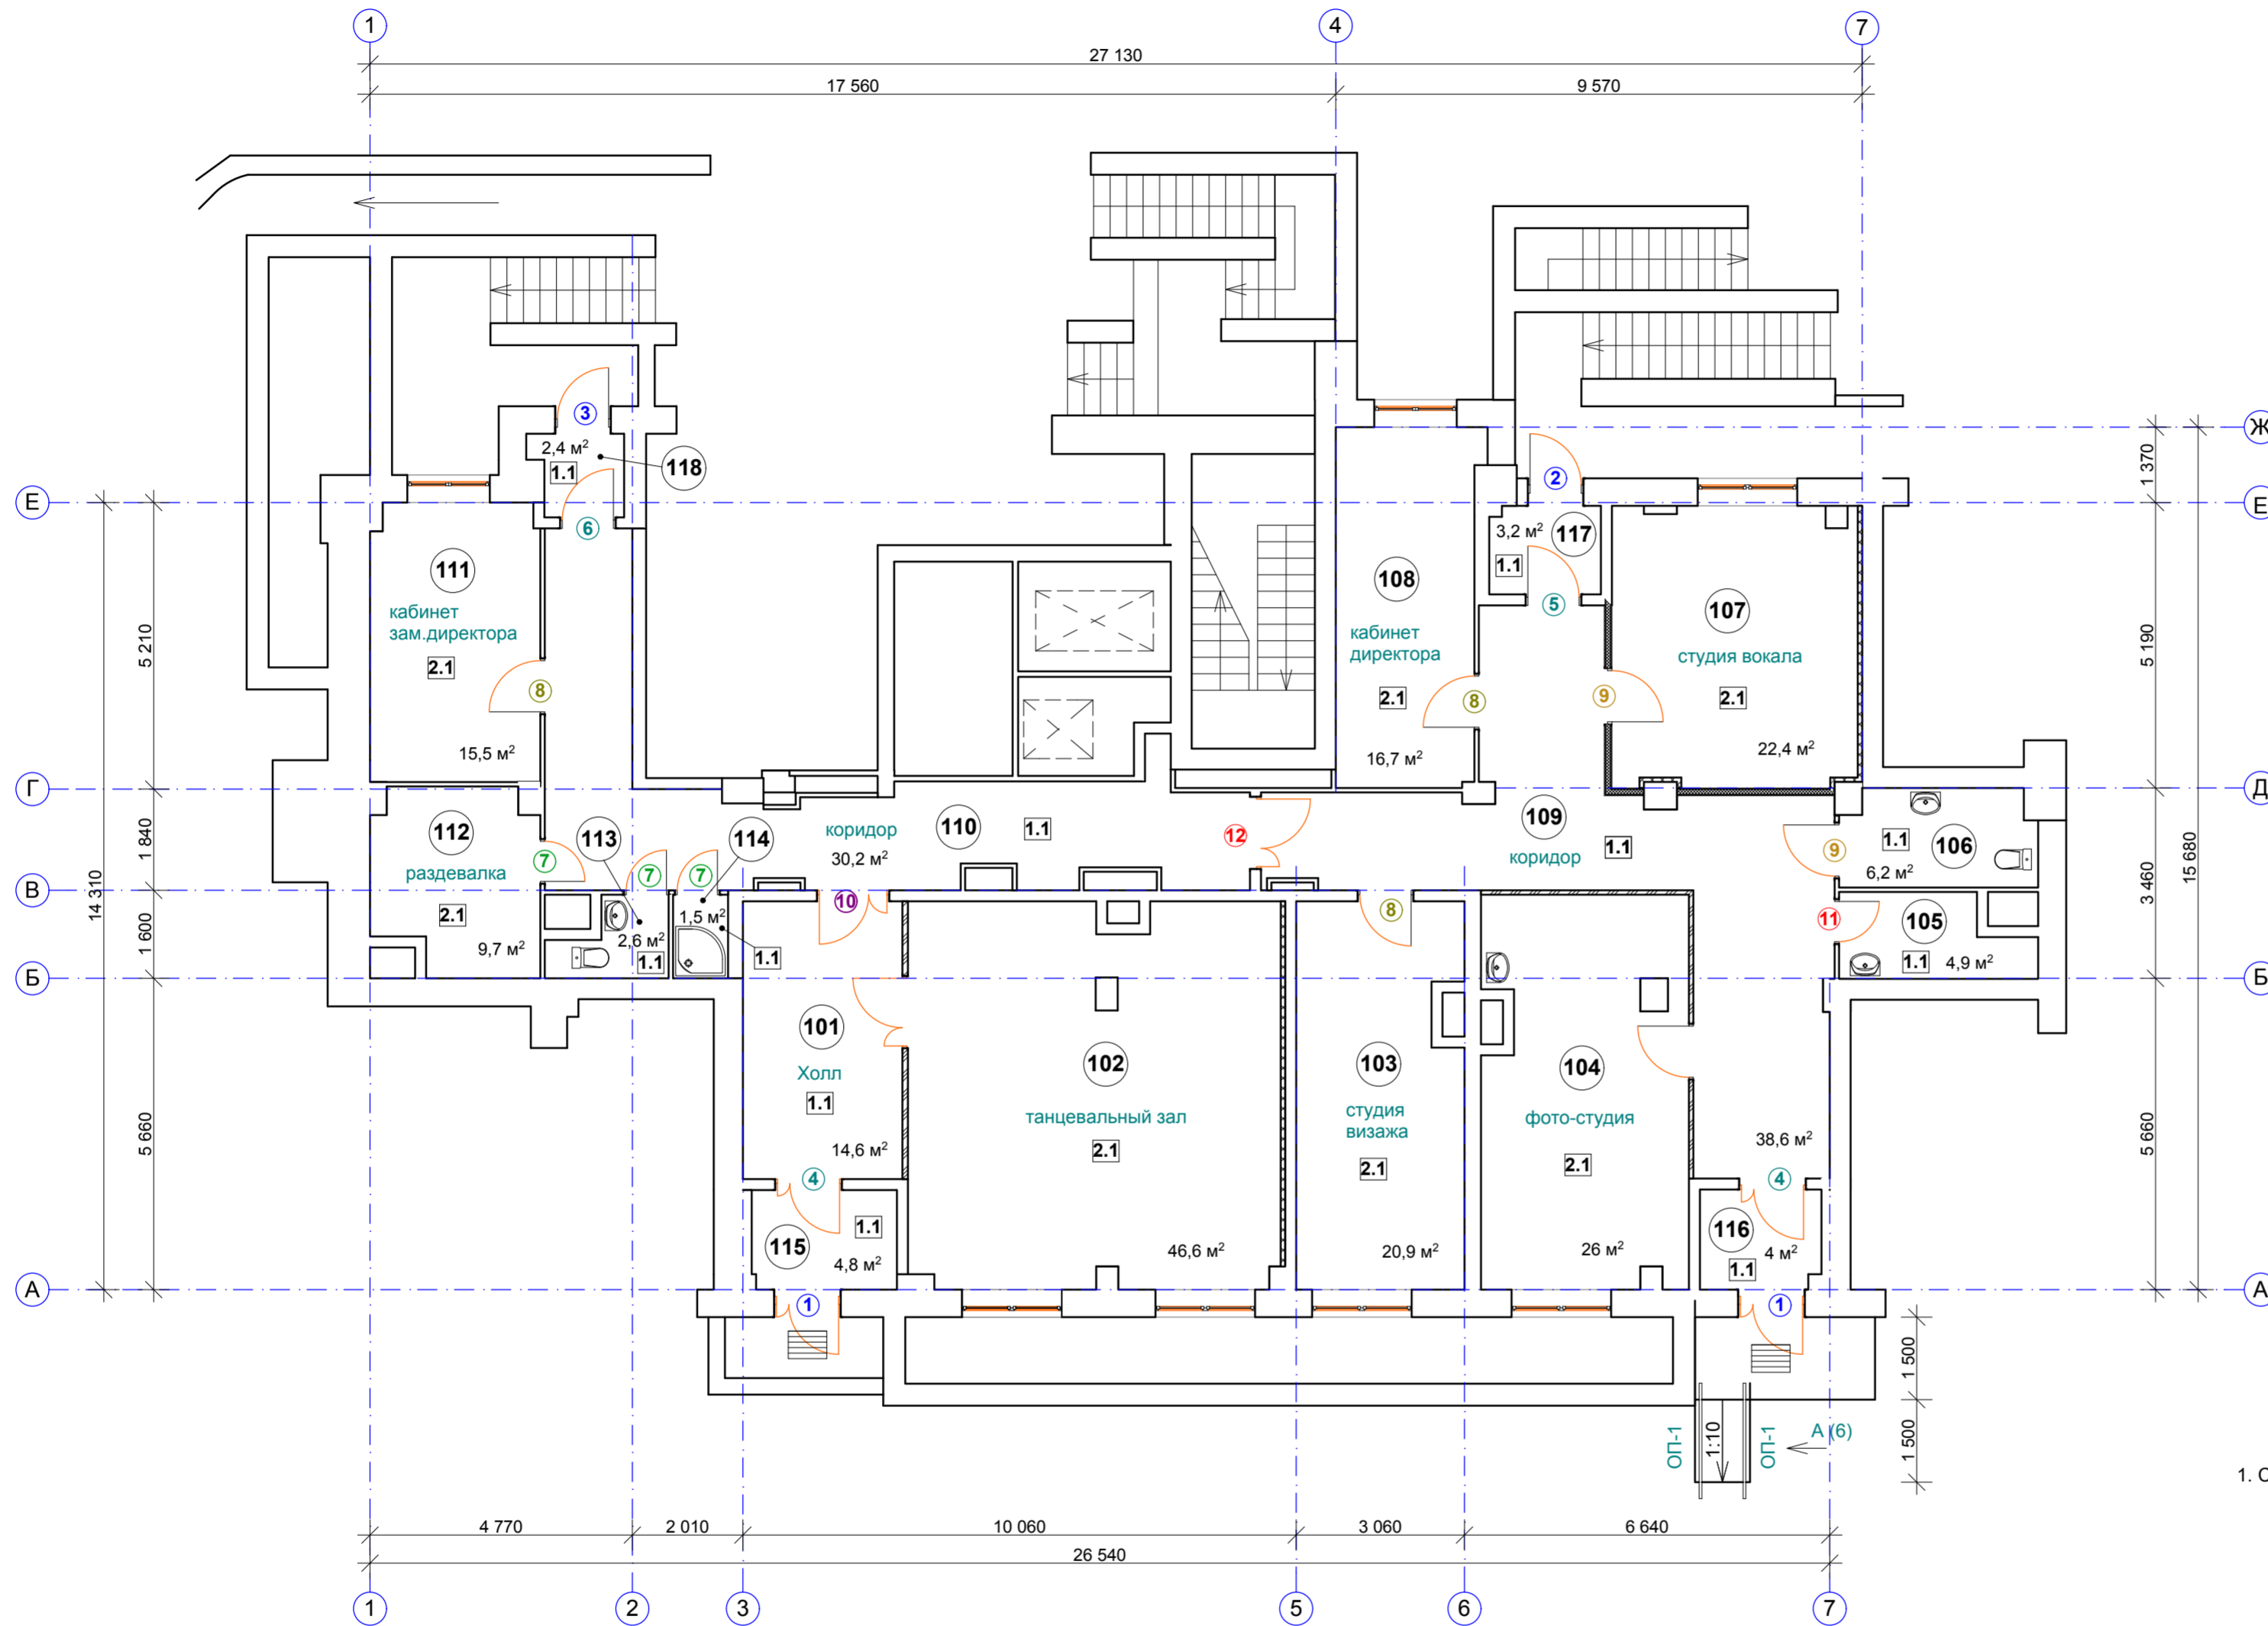 1
4
7
27 130
17 560
9 570
3
2,4 м²
1.1
118
6
Ж
1 370
Е
Е
2
3,2 м²
117
1.1
5
111
кабинет
зам.директора
2.1
8
15,5 м²
108
кабинет
директора
2.1
8
16,7 м²
107
студия вокала
2.1
9
22,4 м²
5 210
5 190
15 680
14 310
Г
Д
1 840
3 460
112
раздевалка
2.1
9,7 м²
7
113
7
2,6 м²
1.1
114
7
1,5 м²
1.1
коридор
110
1.1
30,2 м²
12
109
коридор
1.1
9
1.1
106
6,2 м²
11
105
1.1
4,9 м²
В
В
1 600
Б
Б
10
8
101
Холл
1.1
14,6 м²
102
танцевальный зал
2.1
46,6 м²
103
студия
визажа
2.1
20,9 м²
104
фото-студия
2.1
26 м²
38,6 м²
5 660
5 660
4
4
115
1.1
4,8 м²
116
4 м²
1.1
А
А
1
1
1 500
1 500
ОП-1
1:10
ОП-1
А (6)
1. С
4 770
2 010
10 060
3 060
6 640
26 540
1
2
3
5
6
7